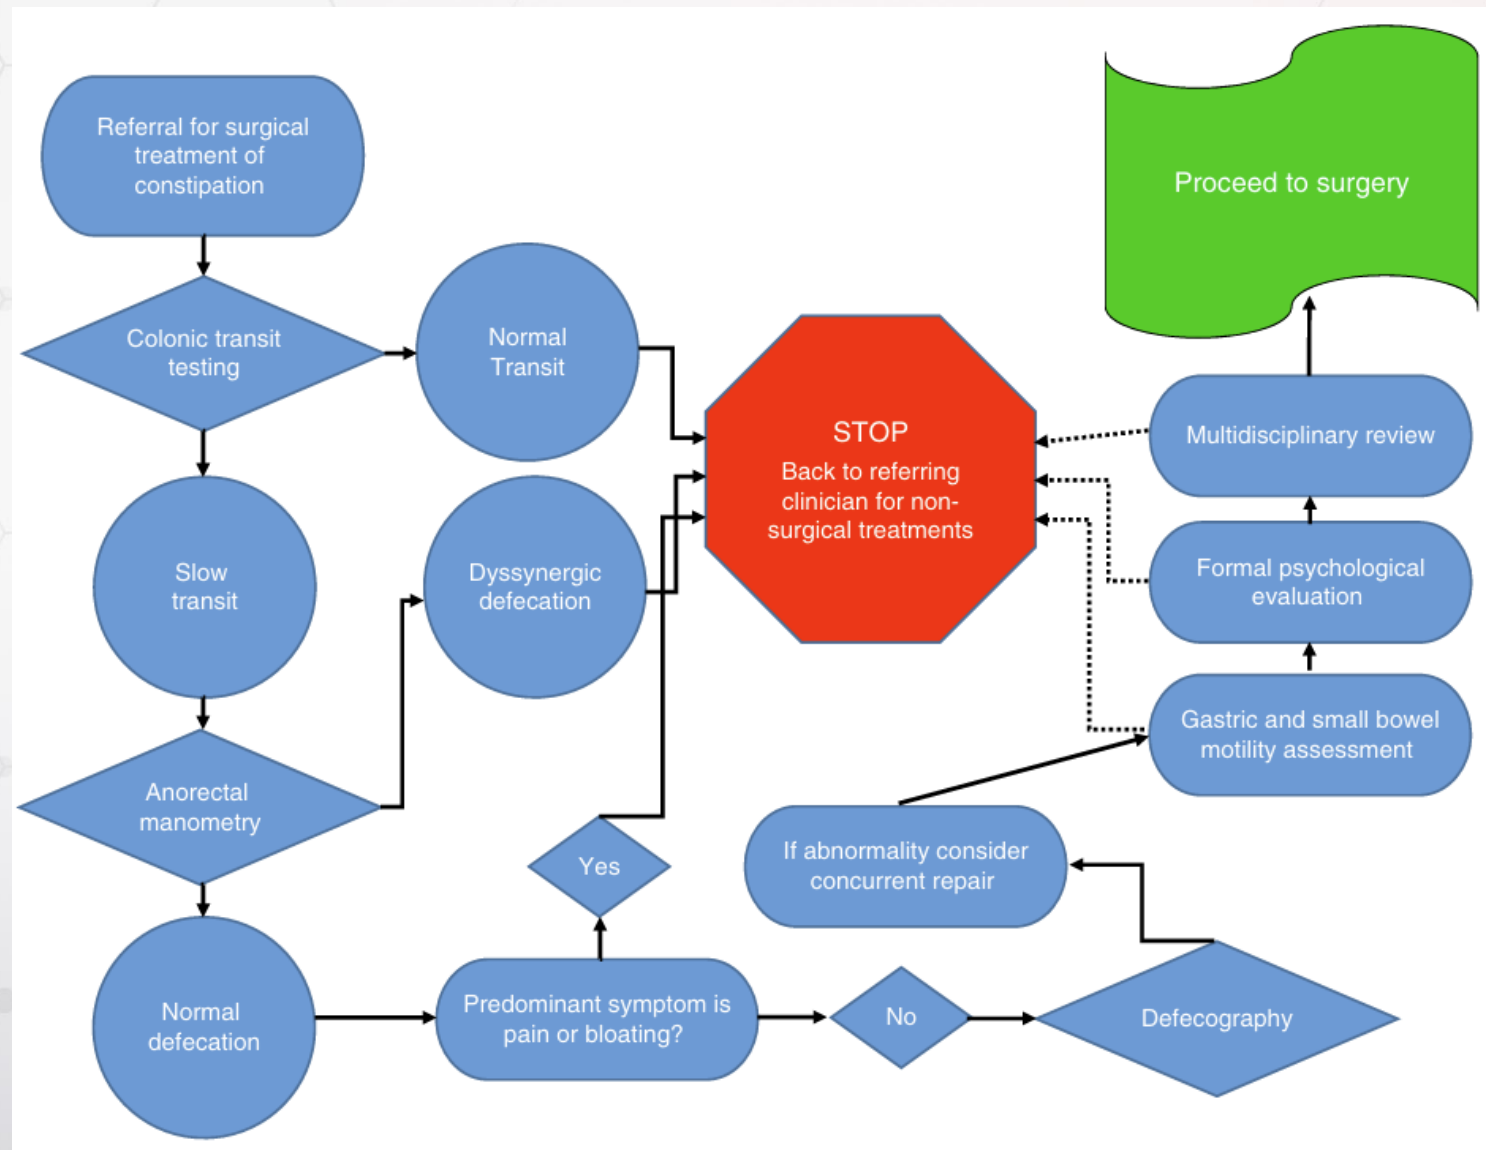 Referral for surgical
treatment of
constipation
Colonic transit
testing
Normal
Transit
Slow
transit
Dyssynergic
defecation
Anorectal
manometry
Normal
defecation
Predominant symptom is
pain or bloating?
Yes
No
Defecography
If abnormality consider
concurrent repair
Gastric and small bowel
motility assessment
Formal psychological
evaluation
Multidisciplinary review
Proceed to surgery
STOP
Back to referring
clinician for non-
surgical treatments